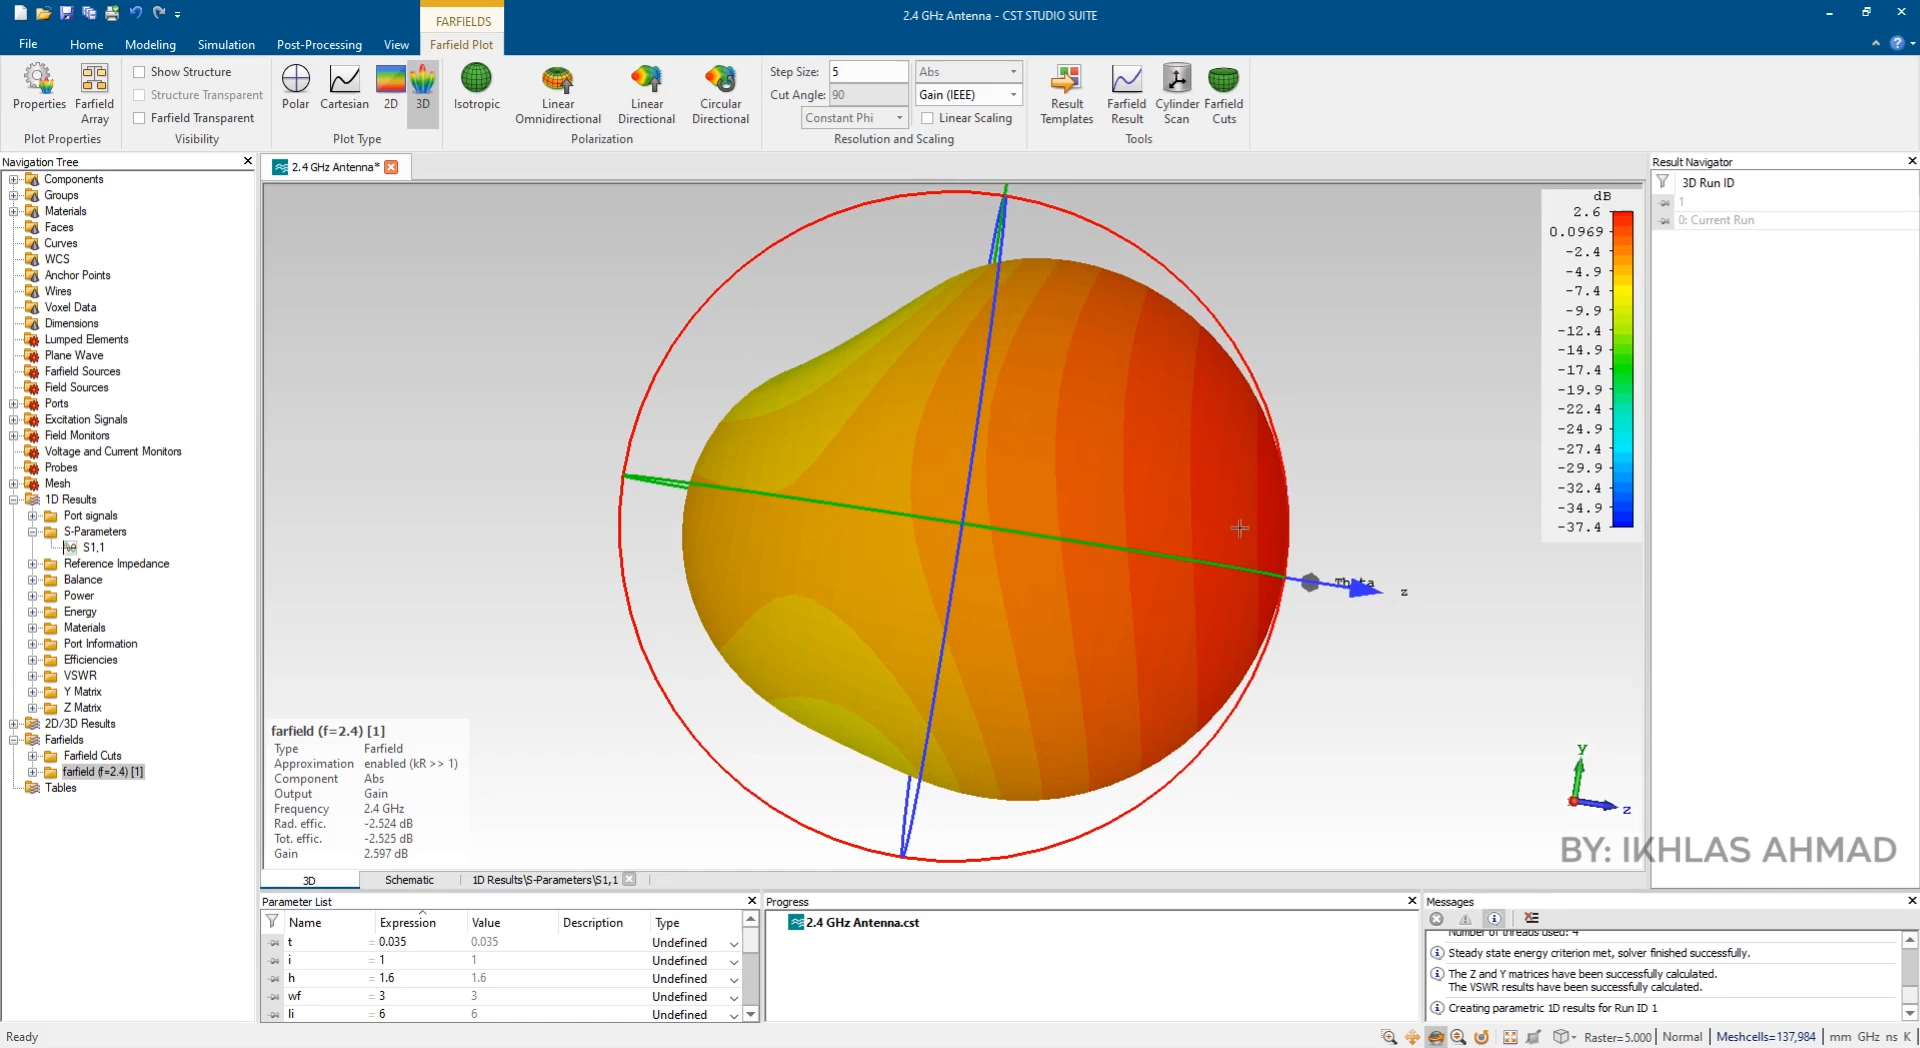 2.4 GHz Antenna - CST STUDIO SUITE
FARFIELDS
File Home Modeling Simulation Post-Processing View Farfield Plot
Properties
Farfield Array
Plot Properties
Show Structure
Structure Transparent
Farfield Transparent
Visibility
Polar
Cartesian
2D
3D
Plot Type
Isotropic
Linear Omnidirectional
Linear Directional
Circular Directional
Polarization
Step Size: 5
Cut Angle: 90
Constant Phi
Abs
Gain (IEEE)
Linear Scaling
Resolution and Scaling
Result Templates
Farfield Result
Cylinder Scan
Farfield Cuts
Tools
Navigation Tree
Components
Groups
Materials
Faces
Curves
WCS
Anchor Points
Wires
Voxel Data
Dimensions
Lumped Elements
Plane Wave
Farfield Sources
Field Sources
Ports
Excitation Signals
Field Monitors
Voltage and Current Monitors
Probes
Mesh
1D Results
Port signals
S-Parameters
S1,1
Reference Impedance
Balance
Power
Energy
Materials
Port Information
Efficiencies
VSWR
Y Matrix
Z Matrix
2D/3D Results
Farfields
Farfield Cuts
farfield (f=2.4) [1]
Tables
2.4 GHz Antenna*
dB
2.6
0.0969
-2.4
-4.9
-7.4
-9.9
-12.4
-14.9
-17.4
-19.9
-22.4
-24.9
-27.4
-29.9
-32.4
-34.9
-37.4
Theta
z
y
z
farfield (f=2.4) [1]
Type Farfield
Approximation enabled (kR >> 1)
Component Abs
Output Gain
Frequency 2.4 GHz
Rad. effic. -2.524 dB
Tot. effic. -2.525 dB
Gain 2.597 dB
BY: IKHLAS AHMAD
3D Schematic 1D Results\S-Parameters\S1,1
Result Navigator
3D Run ID
1
0: Current Run
Parameter List
Name Expression Value Description Type
t = 0.035 0.035 Undefined
i = 1 1 Undefined
h = 1.6 1.6 Undefined
wf = 3 3 Undefined
li = 6 6 Undefined
Progress
2.4 GHz Antenna.cst
Messages
Number of threads used: 4
Steady state energy criterion met, solver finished successfully.
The Z and Y matrices have been successfully calculated.
The VSWR results have been successfully calculated.
Creating parametric 1D results for Run ID 1
Ready
Raster=5.000 Normal Meshcells=137,984 mm GHz ns K